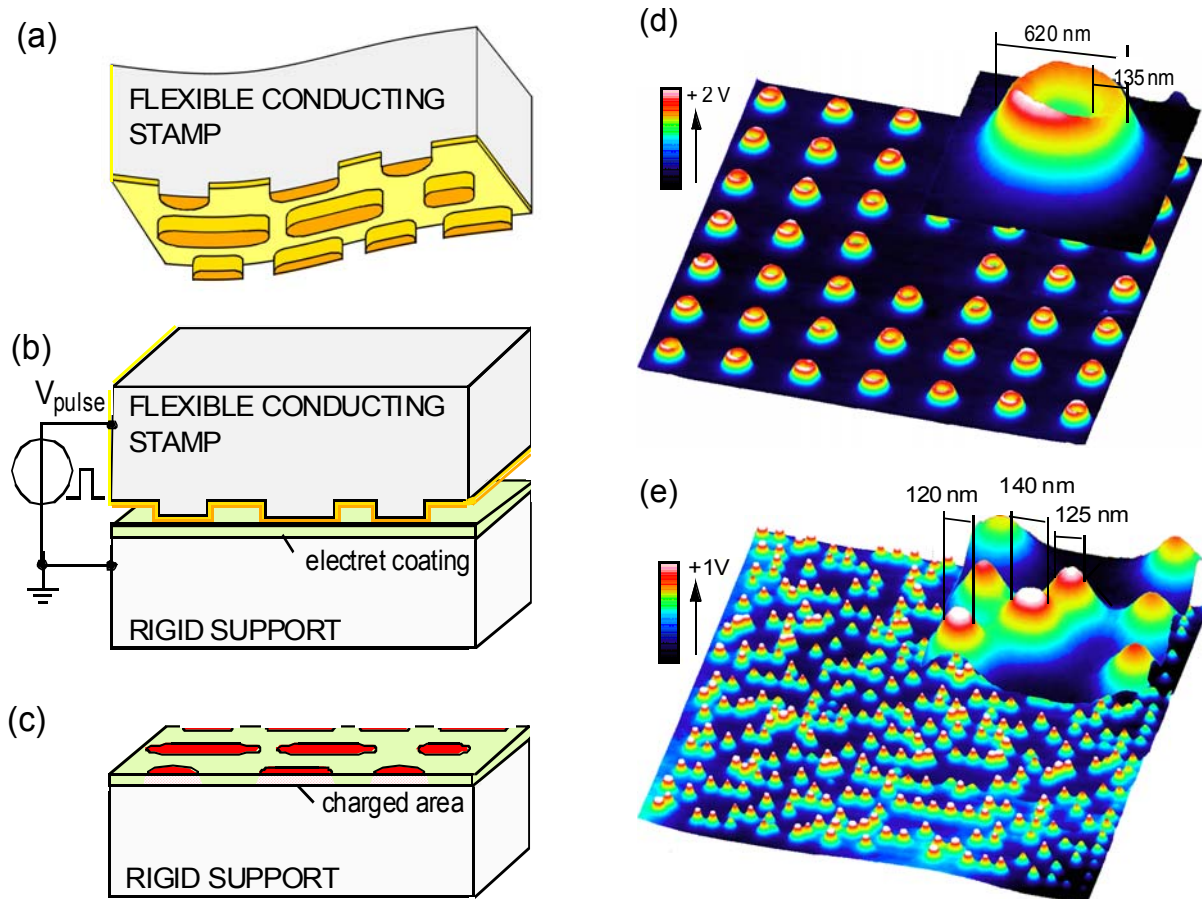 (a)
FLEXIBLE CONDUCTING
STAMP
(b)
Vpulse
FLEXIBLE CONDUCTING
STAMP
electret coating
RIGID SUPPORT
(c)
charged area
RIGID SUPPORT
(d)
620 nm
135 nm
+ 2 V
(e)
120 nm
140 nm
125 nm
+1V